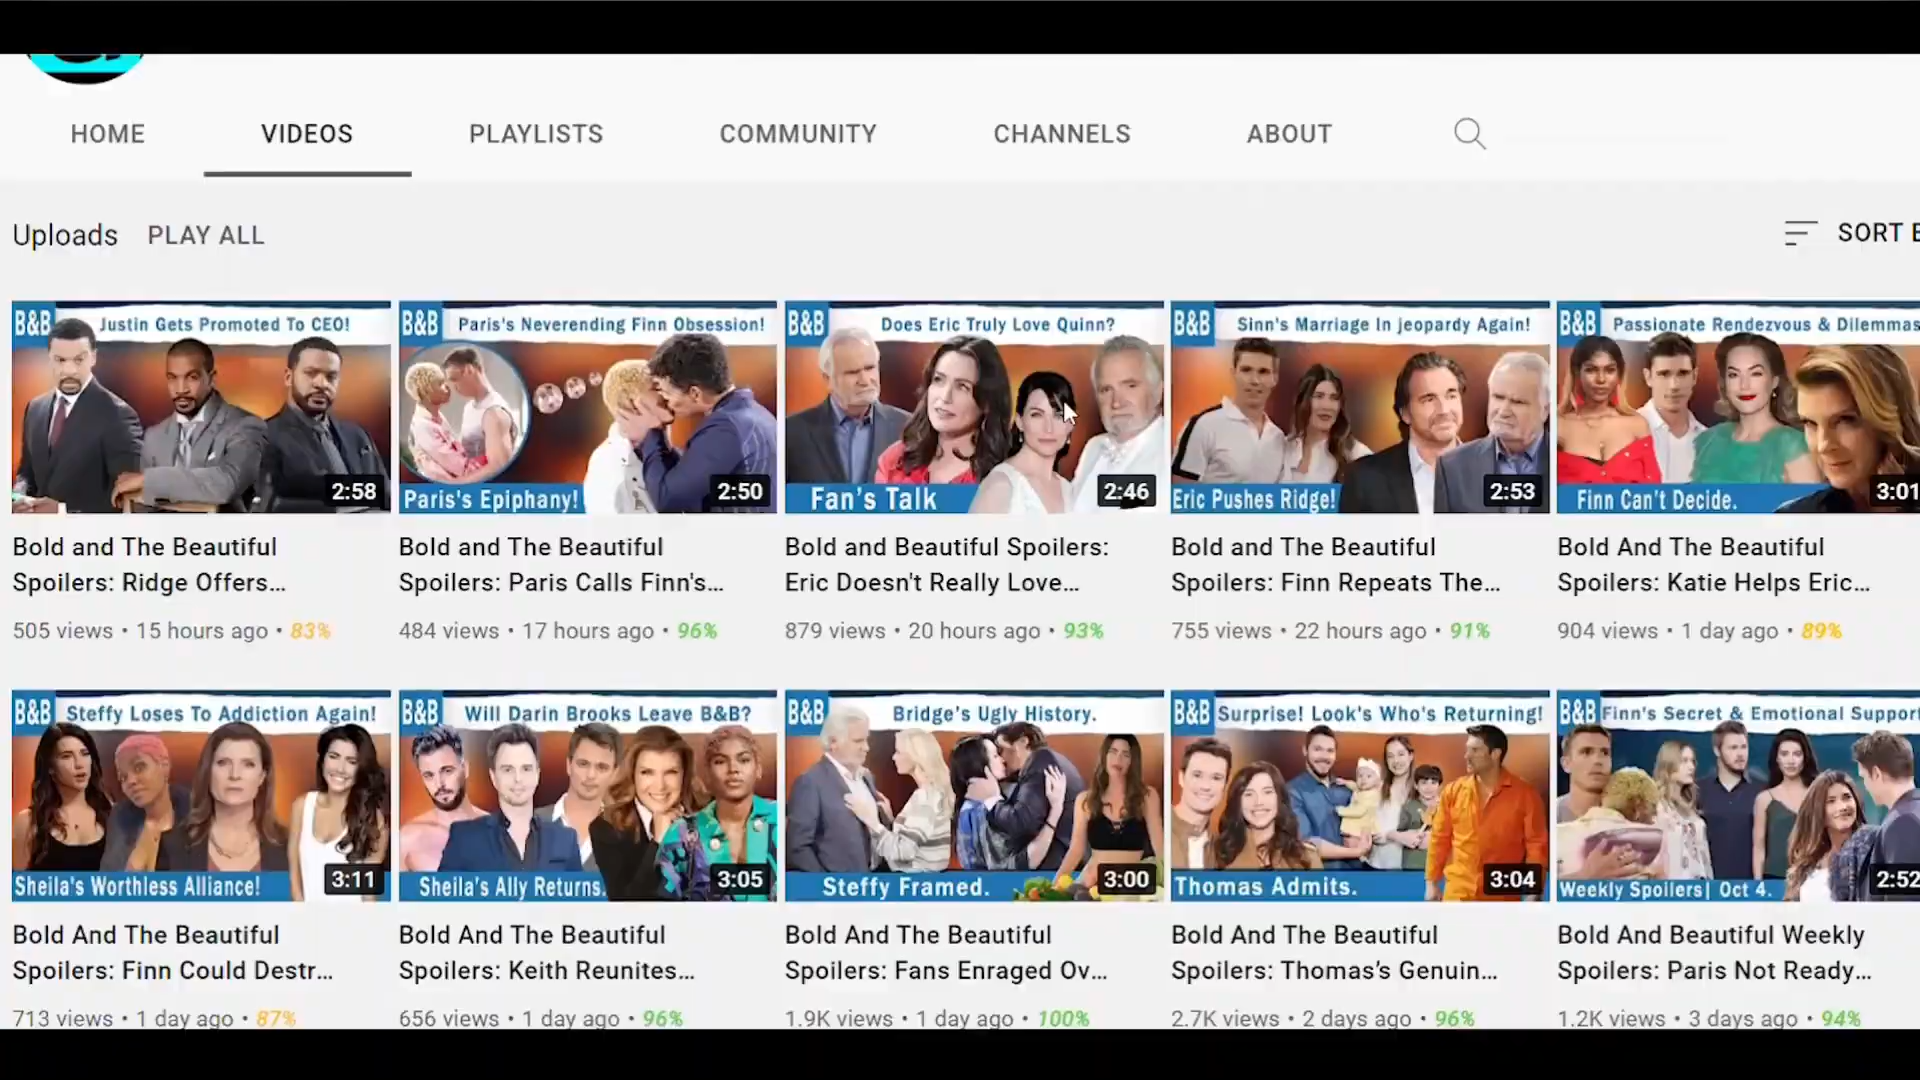 HOME VIDEOS PLAYLISTS COMMUNITY CHANNELS ABOUT
Uploads PLAY ALL
SORT
B&B Justin Gets Promoted To CEO!
2:58
B&B Paris's Neverending Finn Obsession!
Paris's Epiphany! 2:50
B&B Does Eric Truly Love Quinn?
Fan's Talk 2:46
B&B Sinn's Marriage In jeopardy Again!
Eric Pushes Ridge! 2:53
B&B Passionate Rendezvous & Dilemmas
Finn Can't Decide. 3:01
Bold and The Beautiful
Spoilers: Ridge Offers...
505 views • 15 hours ago • 83%
Bold and The Beautiful
Spoilers: Paris Calls Finn's...
484 views • 17 hours ago • 96%
Bold and Beautiful Spoilers:
Eric Doesn't Really Love...
879 views • 20 hours ago • 93%
Bold and The Beautiful
Spoilers: Finn Repeats The...
755 views • 22 hours ago • 91%
Bold And The Beautiful
Spoilers: Katie Helps Eric...
904 views • 1 day ago • 89%
B&B Steffy Loses To Addiction Again!
Sheila's Worthless Alliance! 3:11
B&B Will Darin Brooks Leave B&B?
Sheila's Ally Returns. 3:05
B&B Bridge's Ugly History.
Steffy Framed. 3:00
B&B Surprise! Look's Who's Returning!
Thomas Admits. 3:04
B&B Finn's Secret & Emotional Support
Weekly Spoilers| Oct 4. 2:52
Bold And The Beautiful
Spoilers: Finn Could Destr...
713 views • 1 day ago • 87%
Bold And The Beautiful
Spoilers: Keith Reunites...
656 views • 1 day ago • 96%
Bold And The Beautiful
Spoilers: Fans Enraged Ov...
1.9K views • 1 day ago • 100%
Bold And The Beautiful
Spoilers: Thomas's Genuin...
2.7K views • 2 days ago • 96%
Bold And Beautiful Weekly
Spoilers: Paris Not Ready...
1.2K views • 3 days ago • 94%